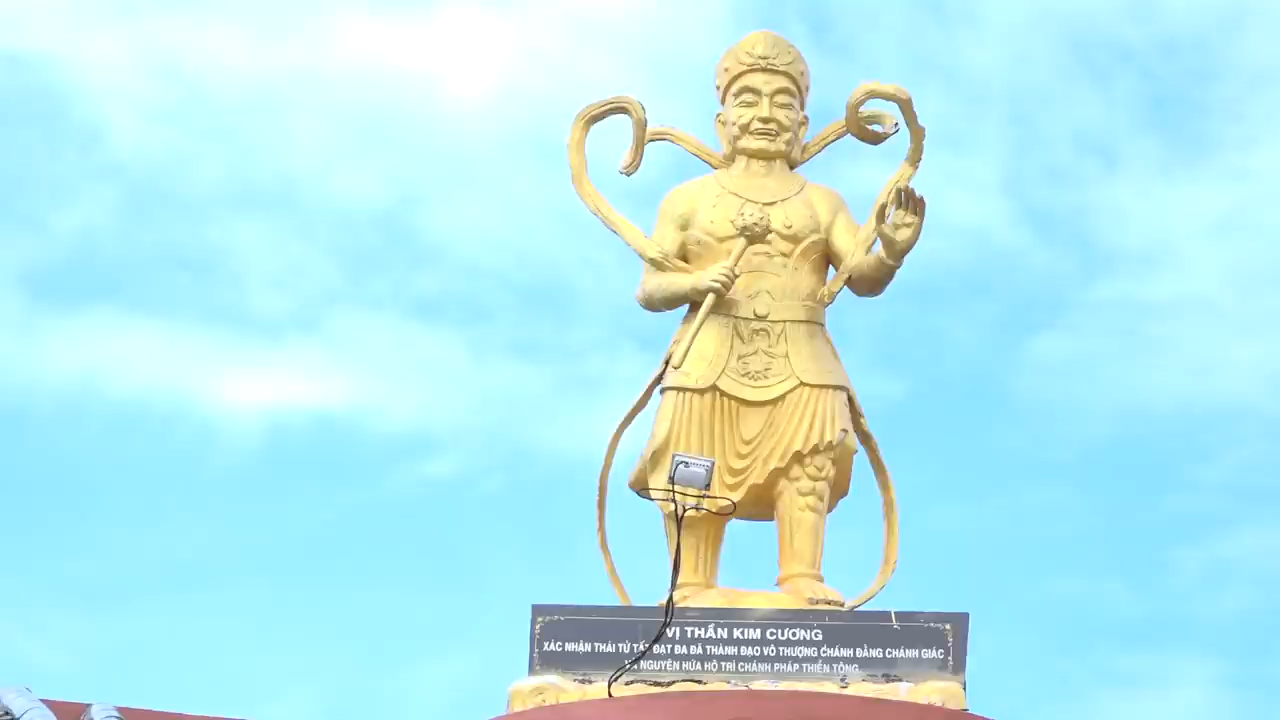 VỊ THẦN KIM CƯƠNG
XÁC NHẬN THÁI TỬ TẤT ĐẠT ĐA ĐÃ THÀNH ĐẠO VÔ THƯỢNG CHÁNH ĐẲNG CHÁNH GIÁC
NGUYỆN HỨA HỘ TRÌ CHÁNH PHÁP THIỀN TÔNG